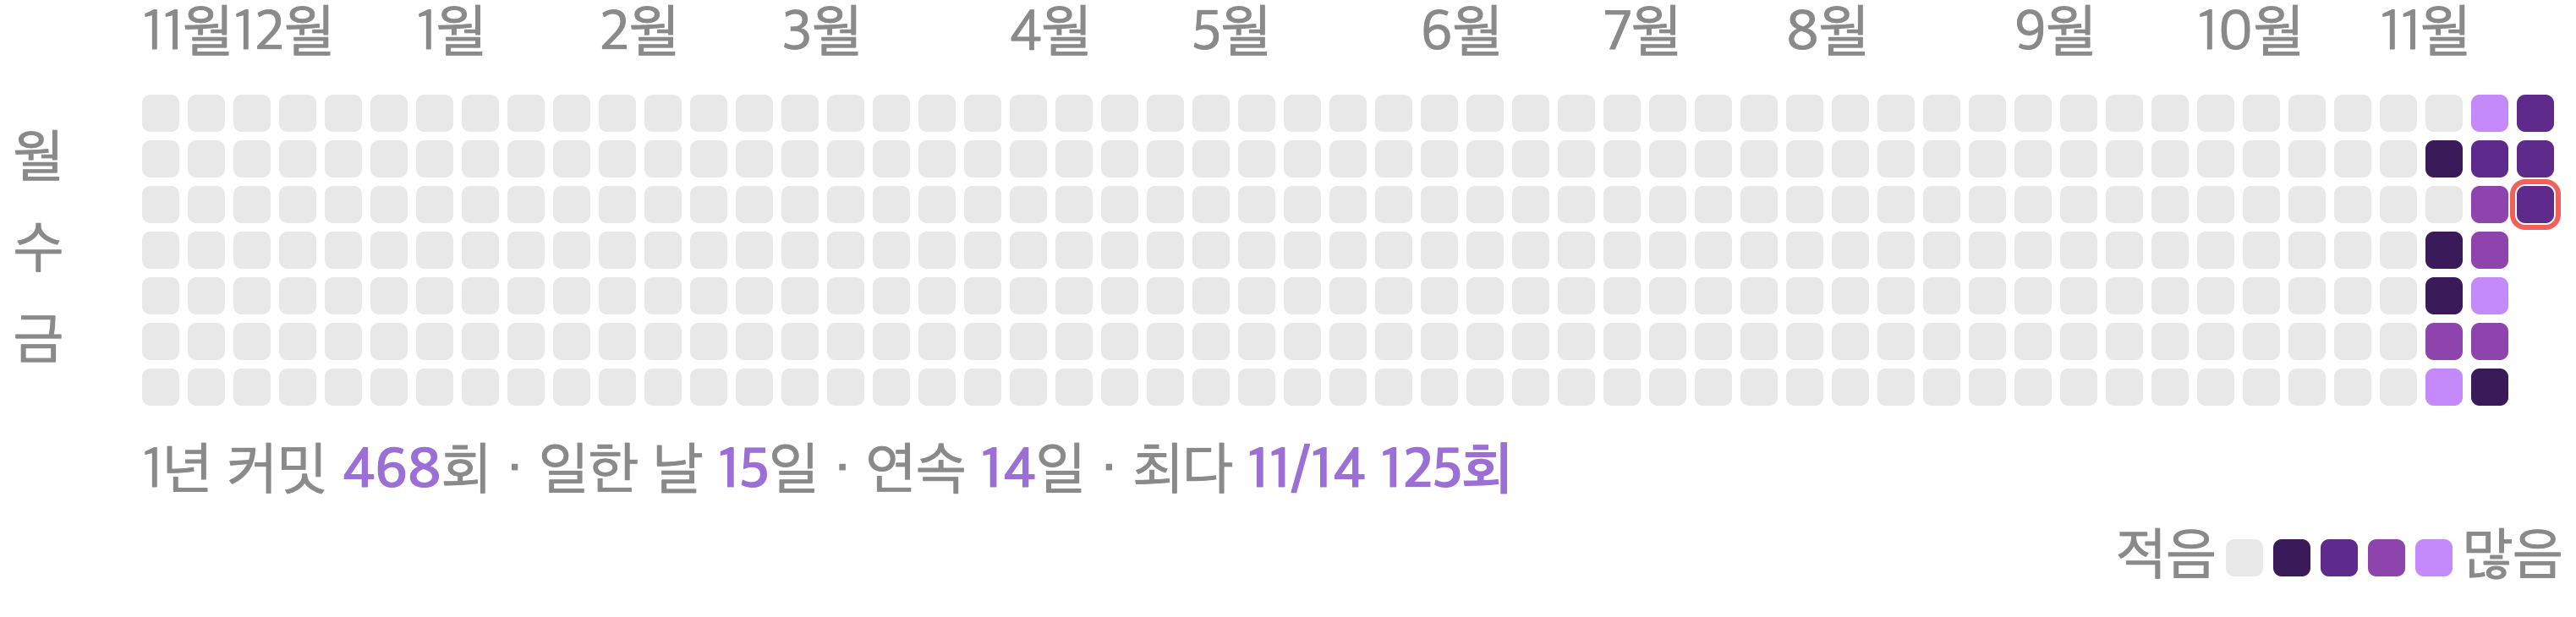 11월 12월 1월 2월 3월 4월 5월 6월 7월 8월 9월 10월 11월
월
수
금
1년 커밋 468회 · 일한 날 15일 · 연속 14일 · 최다 11/14 125회
적음 많음